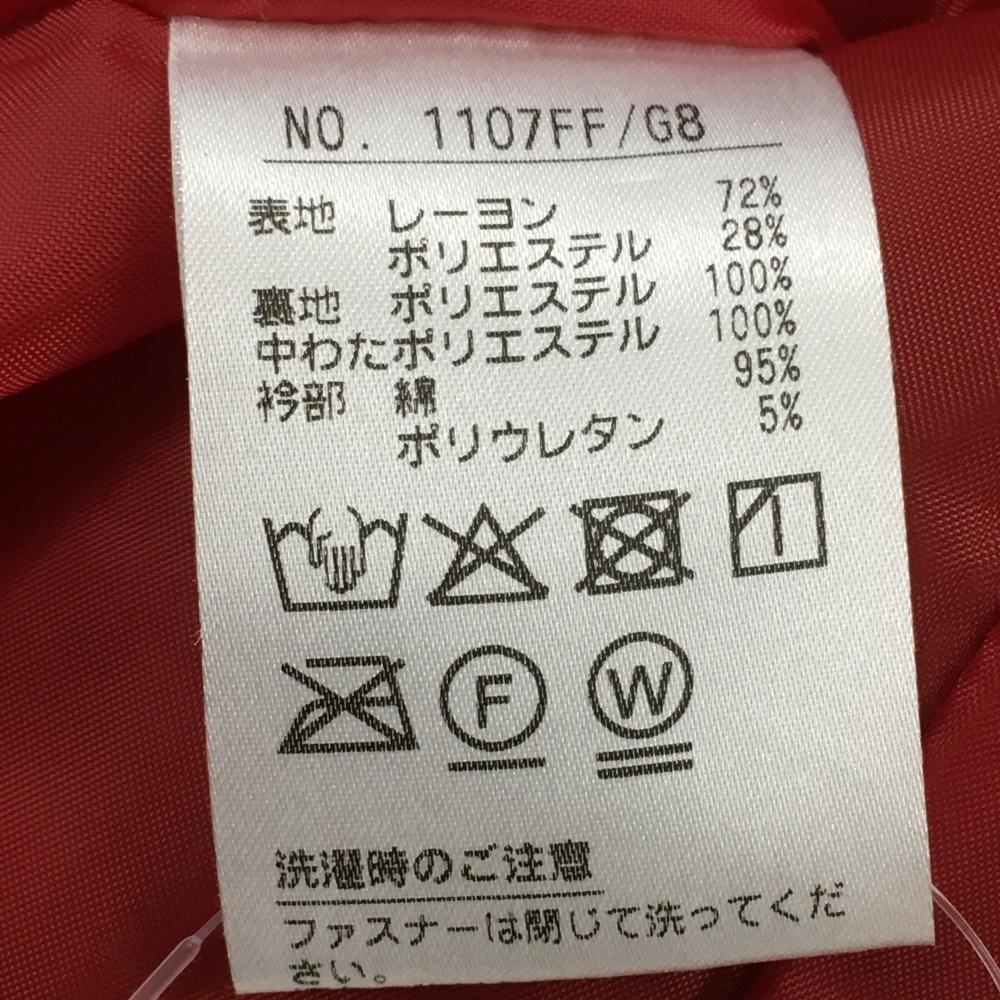 NO. 1107FF/G8
表地 レーヨン 72%
ポリエステル 28%
裏地 ポリエステル 100%
中わた ポリエステル 100%
衿部 綿 95%
ポリウレタン 5%
F W
洗濯時のご注意
ファスナーは閉じて洗ってくだ
さい。